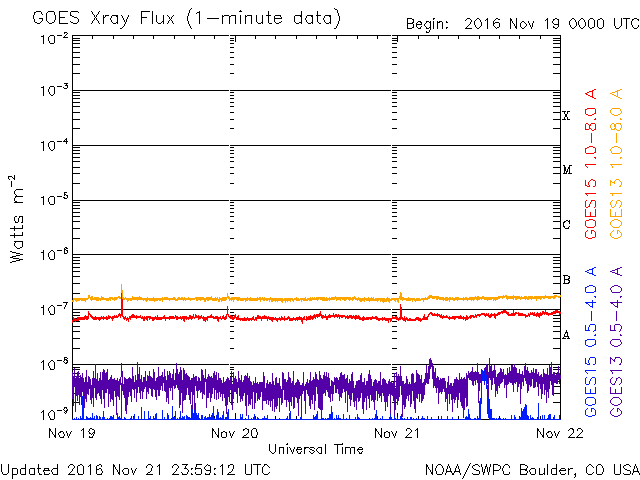 GOES Xray Flux (1-minute data)
Begin: 2016 Nov 19 0000 UTC
Watts m⁻²
10⁻²
10⁻³
10⁻⁴
10⁻⁵
10⁻⁶
10⁻⁷
10⁻⁸
10⁻⁹
X
M
C
B
A
GOES15 1.0-8.0 A
GOES13 1.0-8.0 A
GOES15 0.5-4.0 A
GOES13 0.5-4.0 A
Nov 19 Nov 20 Nov 21 Nov 22
Universal Time
Updated 2016 Nov 21 23:59:12 UTC
NOAA/SWPC Boulder, CO USA